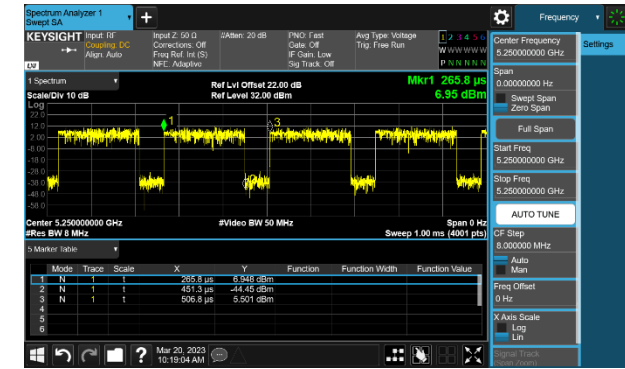 Spectrum Analyzer 1
Swept SA
+
Frequency
KEYSIGHT Input: RF
Coupling: DC
Align: Auto
Input Z: 50 Ω
Corrections: Off
Freq Ref: Int (S)
NFE: Adaptive
#Atten: 20 dB
PNO: Fast
Gate: Off
IF Gain: Low
Sig Track: Off
Avg Type: Voltage
Trig: Free Run
1 2 3 4 5 6
W W W W W W
P N N N N N
LXI
1 Spectrum
Scale/Div 10 dB
Ref Lvl Offset 22.00 dB
Ref Level 32.00 dBm
Mkr1 265.8 µs
6.95 dBm
Log
22.0
12.0
2.00
-8.00
-18.0
-28.0
-38.0
-48.0
-58.0
1
3
Center 5.250000000 GHz
#Res BW 8 MHz
#Video BW 50 MHz
Span 0 Hz
Sweep 1.00 ms (4001 pts)
5 Marker Table
Mode Trace Scale X Y Function Function Width Function Value
1 N 1 t 265.8 µs 6.948 dBm
2 N 1 t 451.3 µs -44.45 dBm
3 N 1 t 506.8 µs 5.501 dBm
4
5
6
?
Mar 20, 2023
10:19:04 AM
Center Frequency
5.250000000 GHz
Settings
Span
0.00000000 Hz
Swept Span
Zero Span
Full Span
Start Freq
5.250000000 GHz
Stop Freq
5.250000000 GHz
AUTO TUNE
CF Step
8.000000 MHz
Auto
Man
Freq Offset
0 Hz
X Axis Scale
Log
Lin
Signal Track
(Span Zoom)